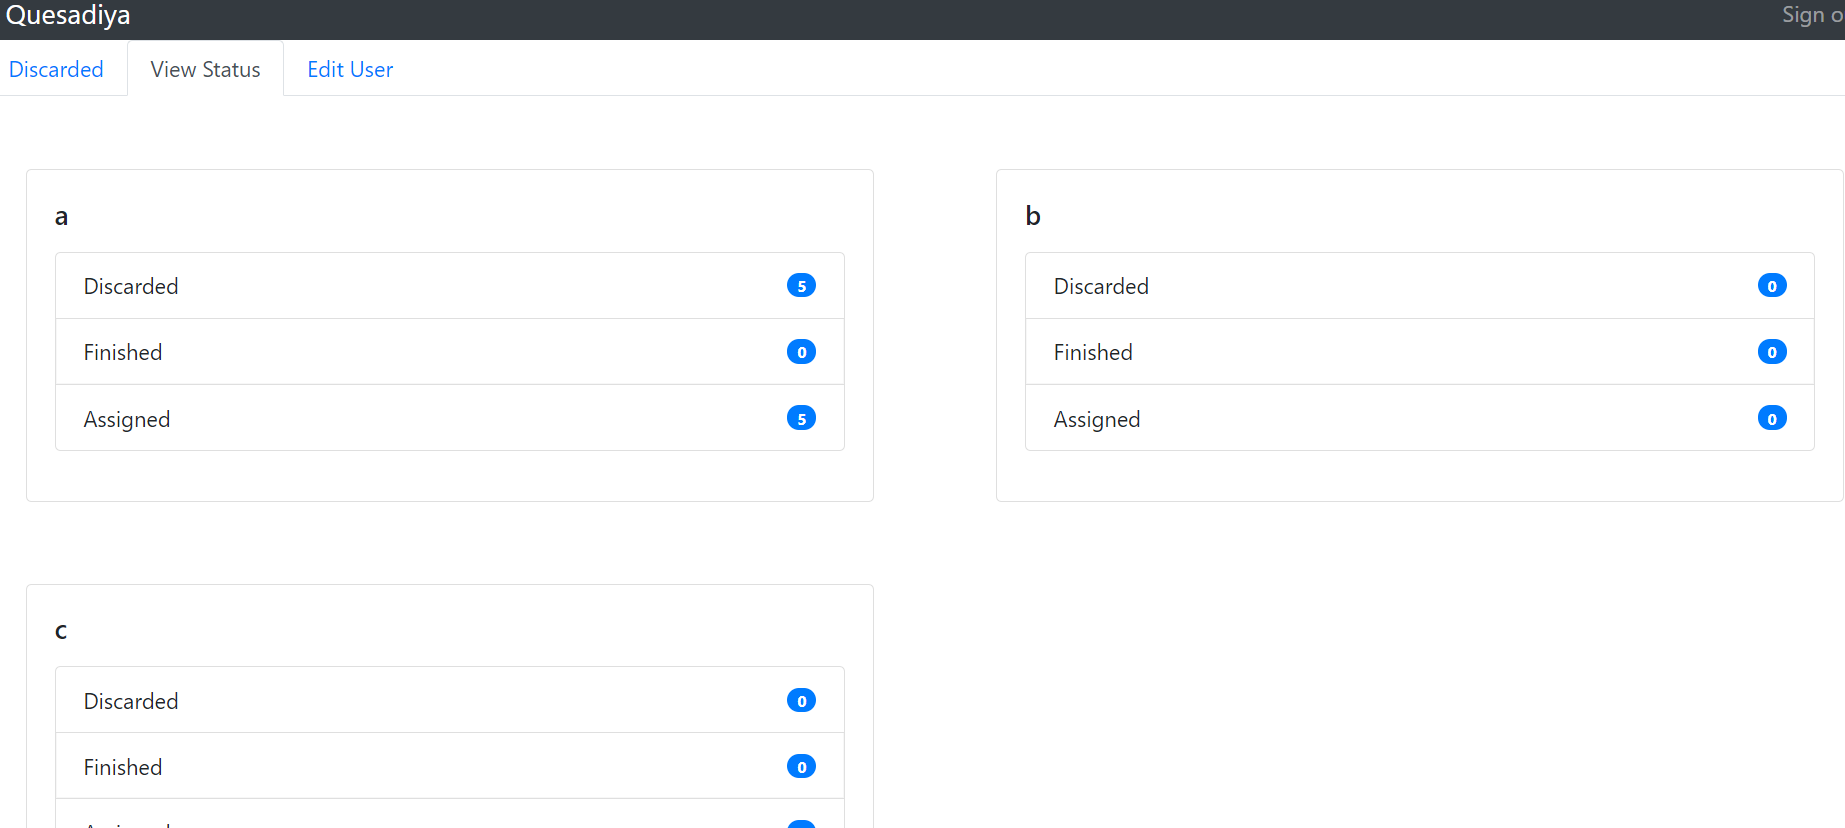 Quesadiya Sign o
Discarded View Status Edit User
a
Discarded 5
Finished 0
Assigned 5
b
Discarded 0
Finished 0
Assigned 0
c
Discarded 0
Finished 0